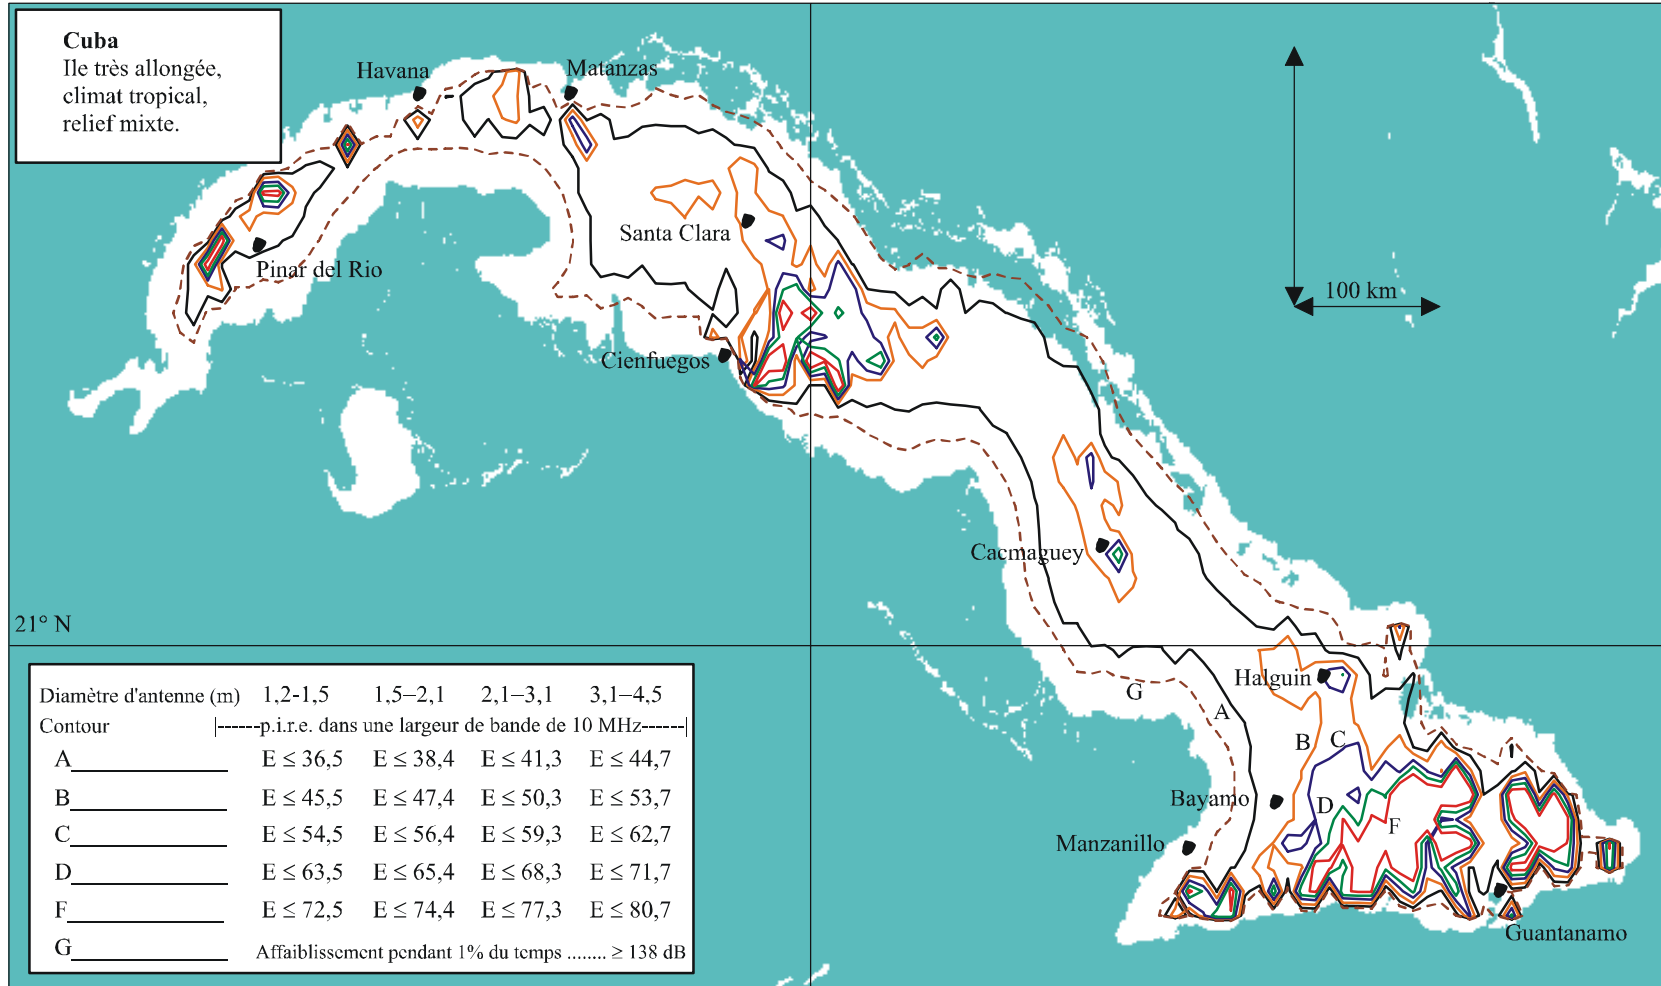 Cuba
Ile très allongée,
climat tropical,
relief mixte.
Havana
Matanzas
Santa Clara
Pinar del Rio
100 km
Cienfuegos
Cacmaguey
21° N
Halguin
G
A
B
C
Bayamo
D
F
Manzanillo
Guantanamo
Diamètre d'antenne (m) 1,2-1,5 1,5–2,1 2,1–3,1 3,1–4,5
Contour |------p.i.r.e. dans une largeur de bande de 10 MHz------|
A E ≤ 36,5 E ≤ 38,4 E ≤ 41,3 E ≤ 44,7
B E ≤ 45,5 E ≤ 47,4 E ≤ 50,3 E ≤ 53,7
C E ≤ 54,5 E ≤ 56,4 E ≤ 59,3 E ≤ 62,7
D E ≤ 63,5 E ≤ 65,4 E ≤ 68,3 E ≤ 71,7
F E ≤ 72,5 E ≤ 74,4 E ≤ 77,3 E ≤ 80,7
G Affaiblissement pendant 1% du temps ........ ≥ 138 dB